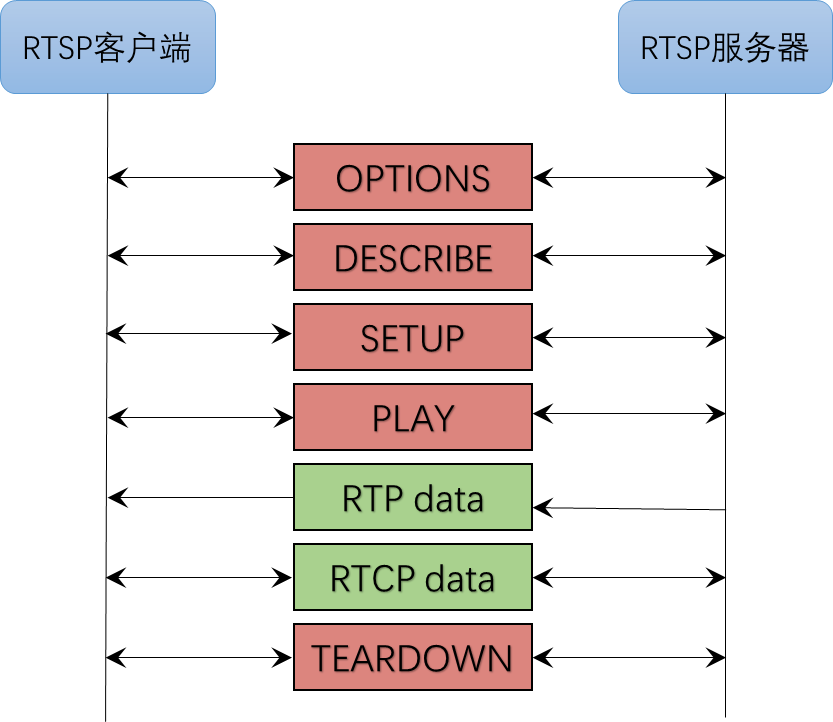 RTSP客户端
RTSP服务器
OPTIONS
DESCRIBE
SETUP
PLAY
RTP data
RTCP data
TEARDOWN